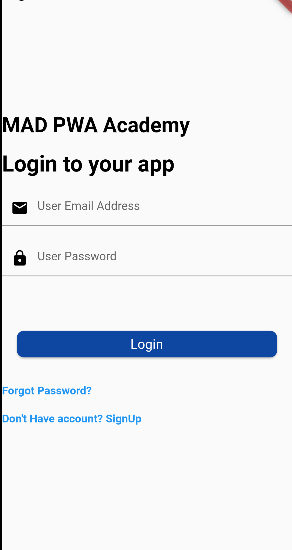 MAD PWA Academy
Login to your app
User Email Address
User Password
Login
Forgot Password?
Don't Have account? SignUp